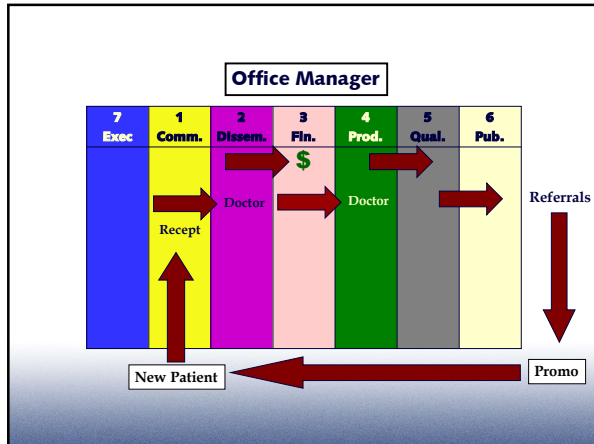 Office Manager
7 1 2 3 4 5 6
Exec Comm. Dissem. Fin. Prod. Qual. Pub.
$
Doctor Doctor Referrals
Recept
New Patient Promo